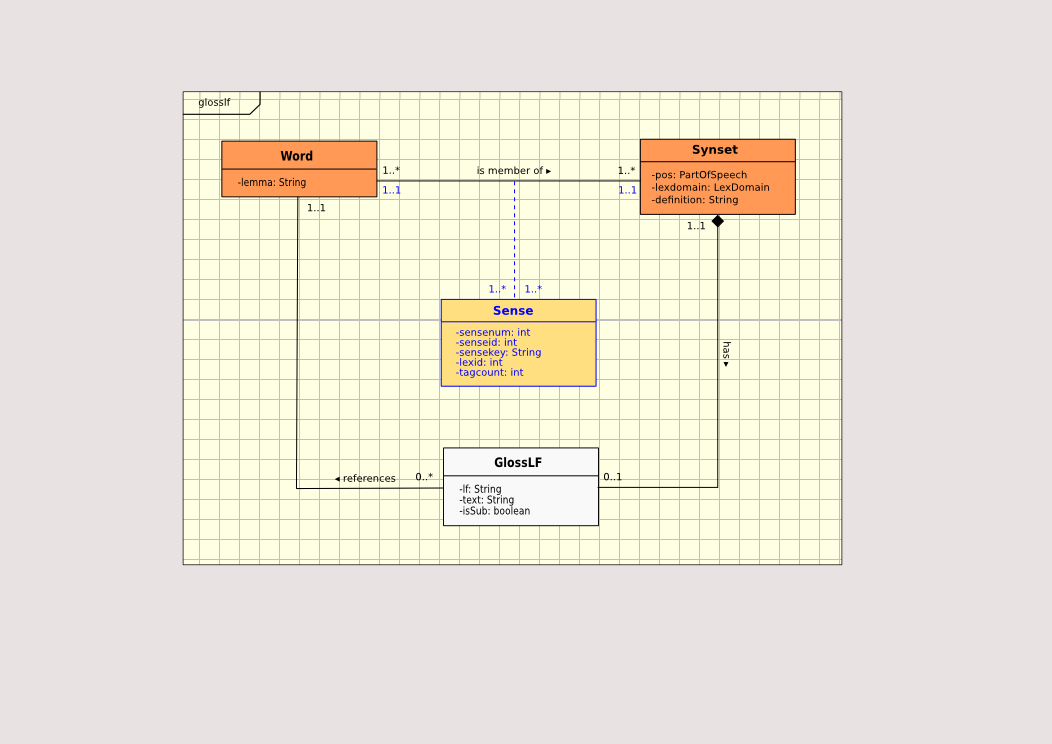 glosslf
Word
-lemma: String
1..*
is member of ▸
1..*
1..1
1..1
Synset
-pos: PartOfSpeech
-lexdomain: LexDomain
-definition: String
1..1
1..1
1..*
1..*
Sense
-sensenum: int
-senseid: int
-sensekey: String
-lexid: int
-tagcount: int
has ▸
GlossLF
-lf: String
-text: String
-isSub: boolean
◂ references
0..*
0..1